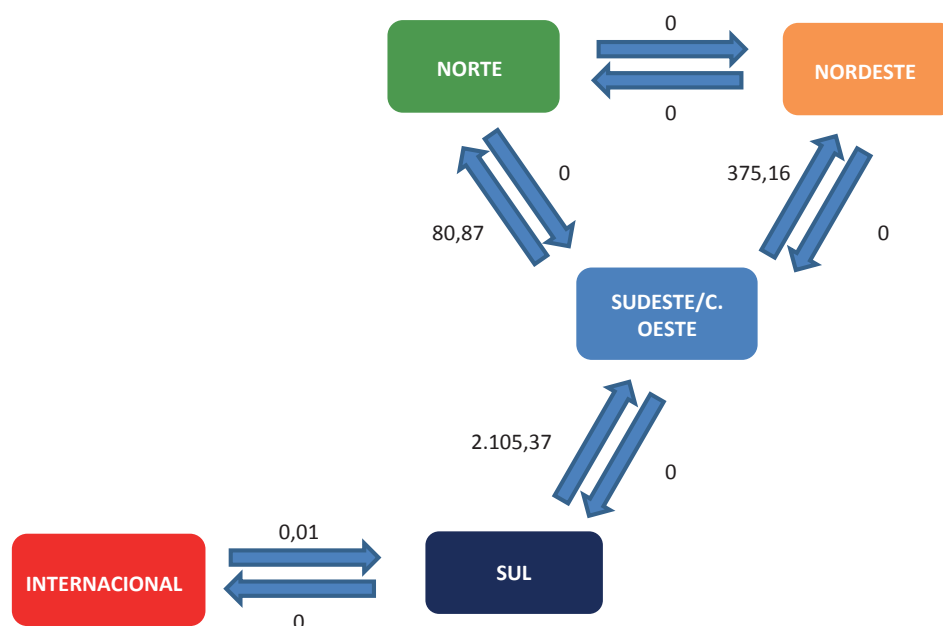 0
NORTE
NORDESTE
0
0
375,16
80,87
0
SUDESTE/C.
OESTE
2.105,37
0
0,01
INTERNACIONAL
SUL
0